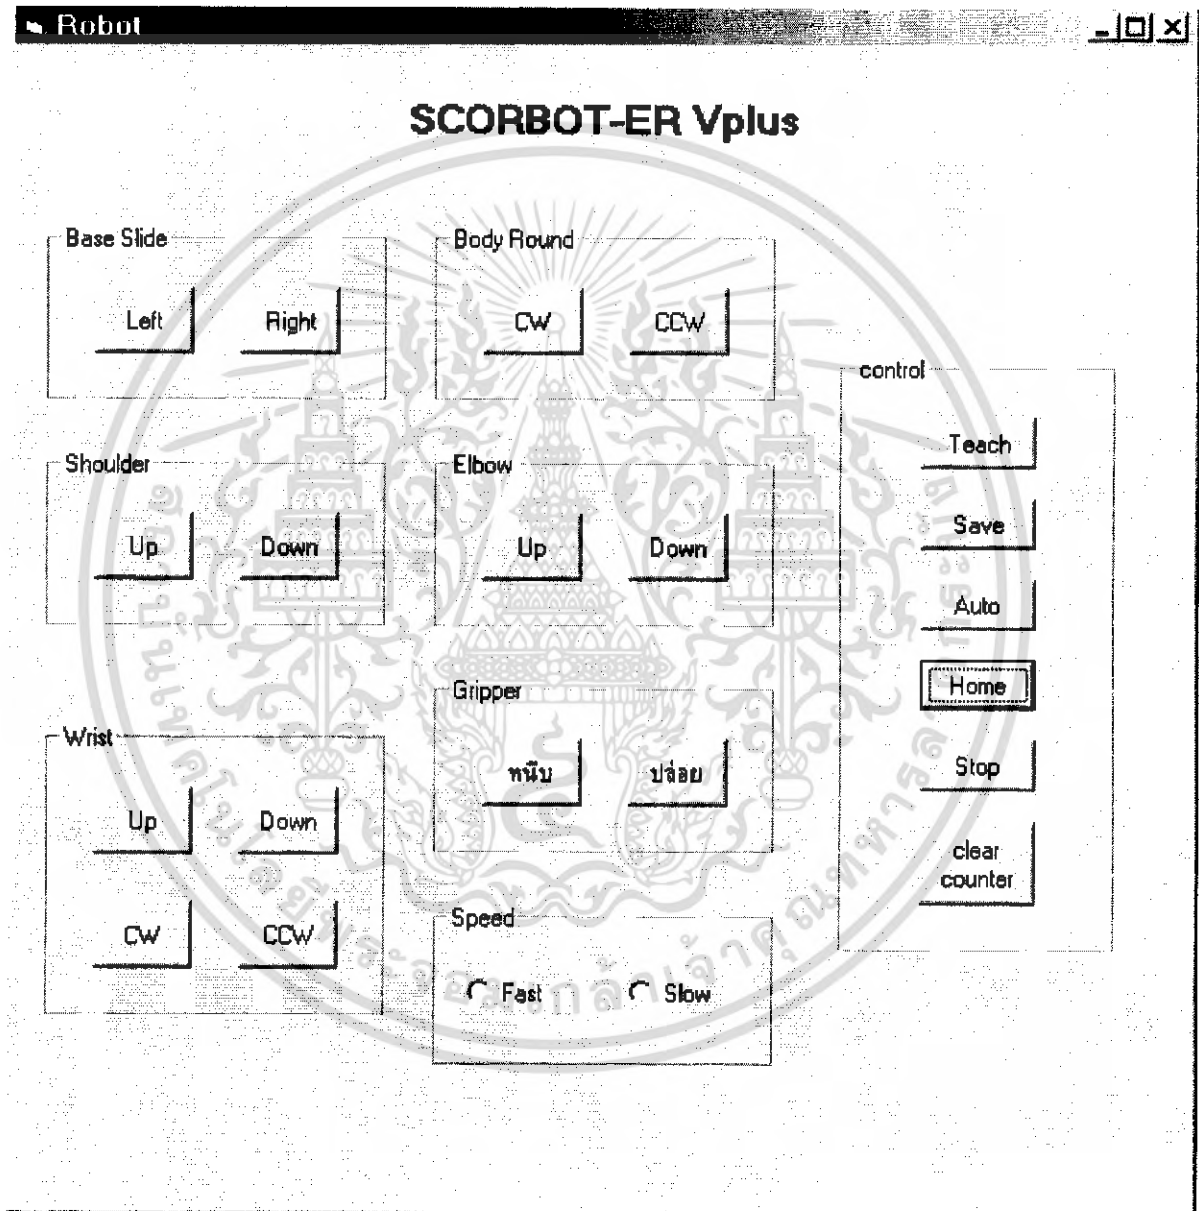 Robot
SCORBOT-ER Vplus
Base Slide
Left Right
Body Round
CW CCW
Shoulder
Up Down
Elbow
Up Down
Wrist
Up Down
CW CCW
Gripper
หนีบ ปล่อย
Speed
Fast Slow
control
Teach
Save
Auto
Home
Stop
clear
counter